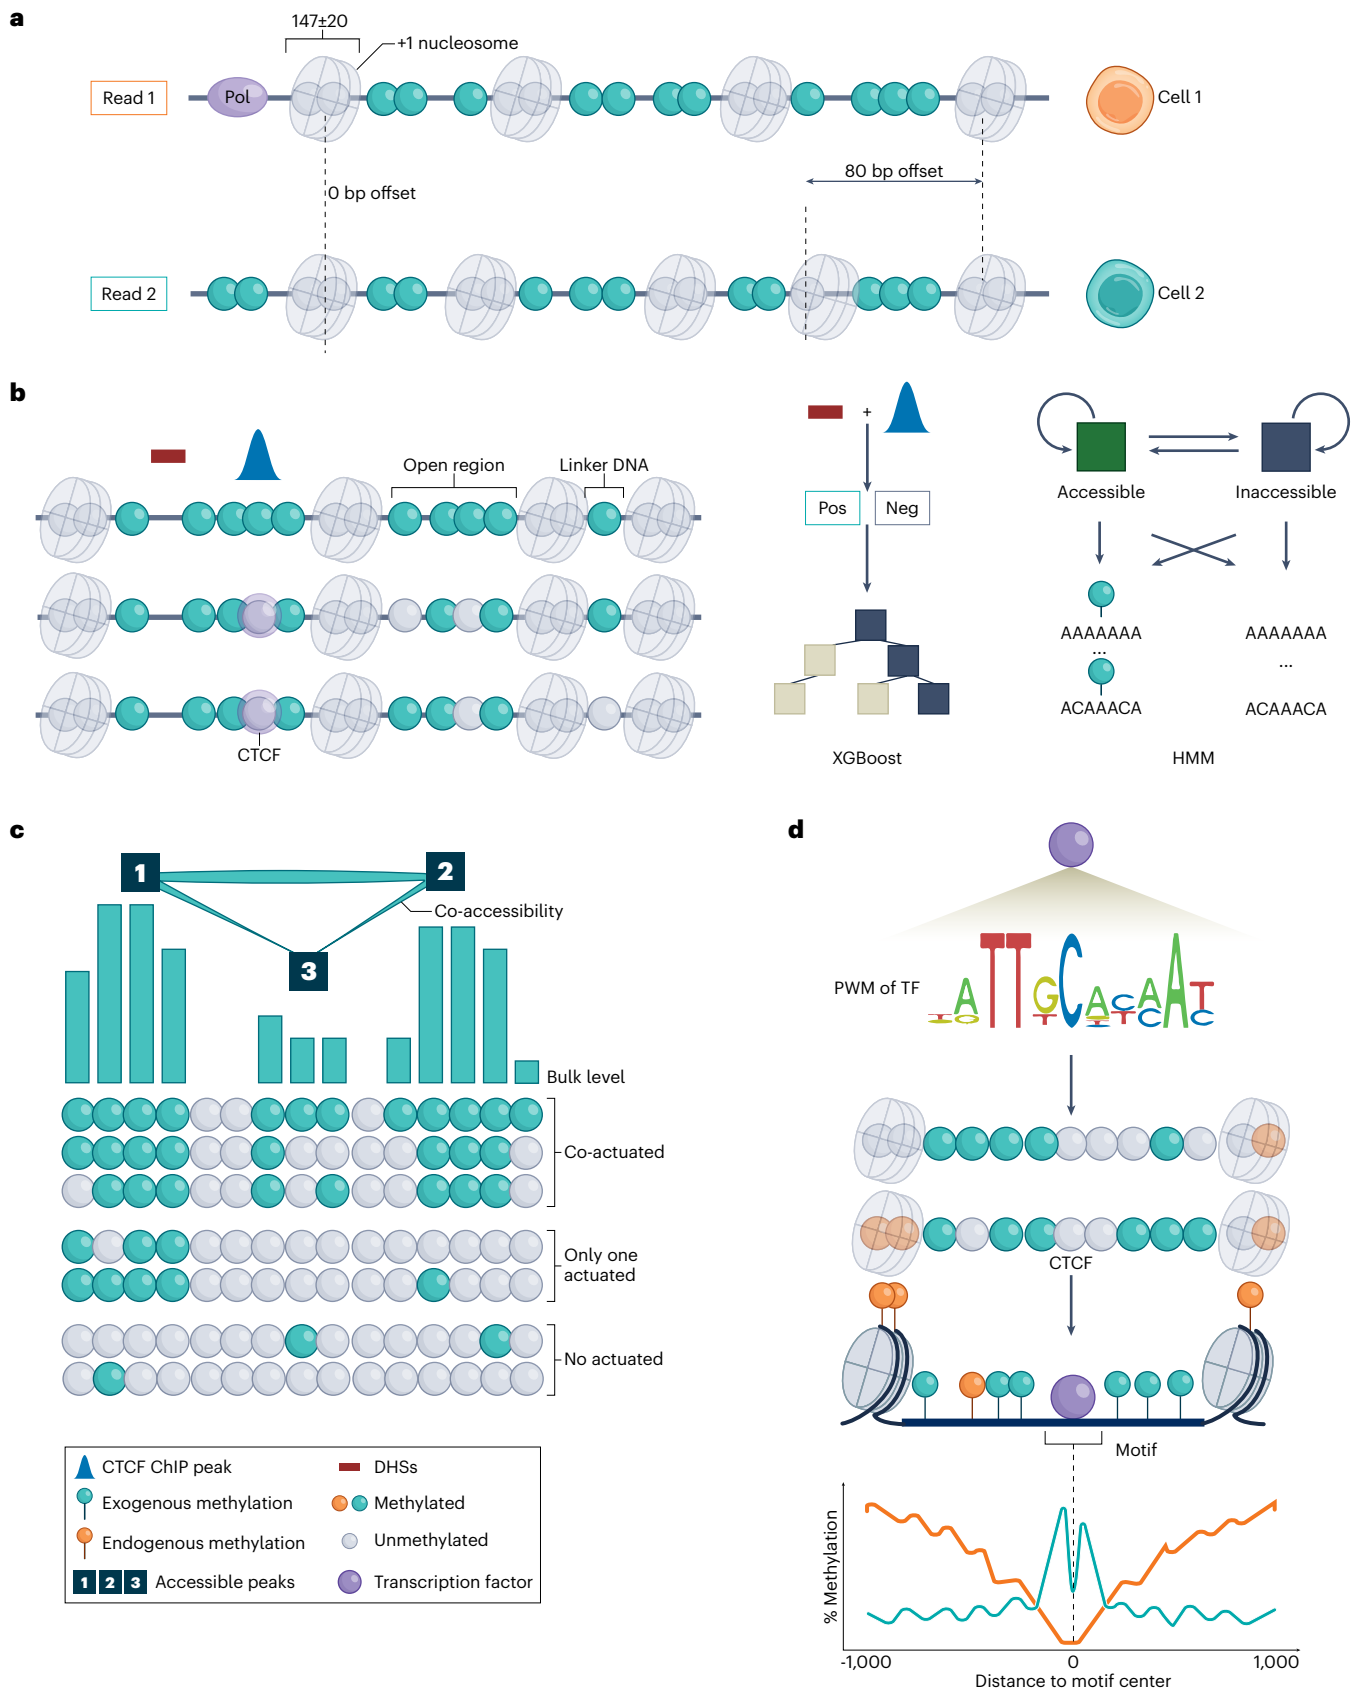 a
147±20
+1 nucleosome
Read 1
Pol
Cell 1
80 bp offset
0 bp offset
Read 2
Cell 2
b
Open region
Linker DNA
CTCF
+
Pos
Neg
XGBoost
Accessible
Inaccessible
AAAAAAA
...
ACAAACA
AAAAAAA
...
ACAAACA
HMM
c
1
2
Co-accessibility
3
Bulk level
Co-actuated
Only one
actuated
No actuated
CTCF ChIP peak
DHSs
Exogenous methylation
Methylated
Endogenous methylation
Unmethylated
1 2 3 Accessible peaks
Transcription factor
d
PWM of TF
CTCF
Motif
% Methylation
-1,000
0
1,000
Distance to motif center